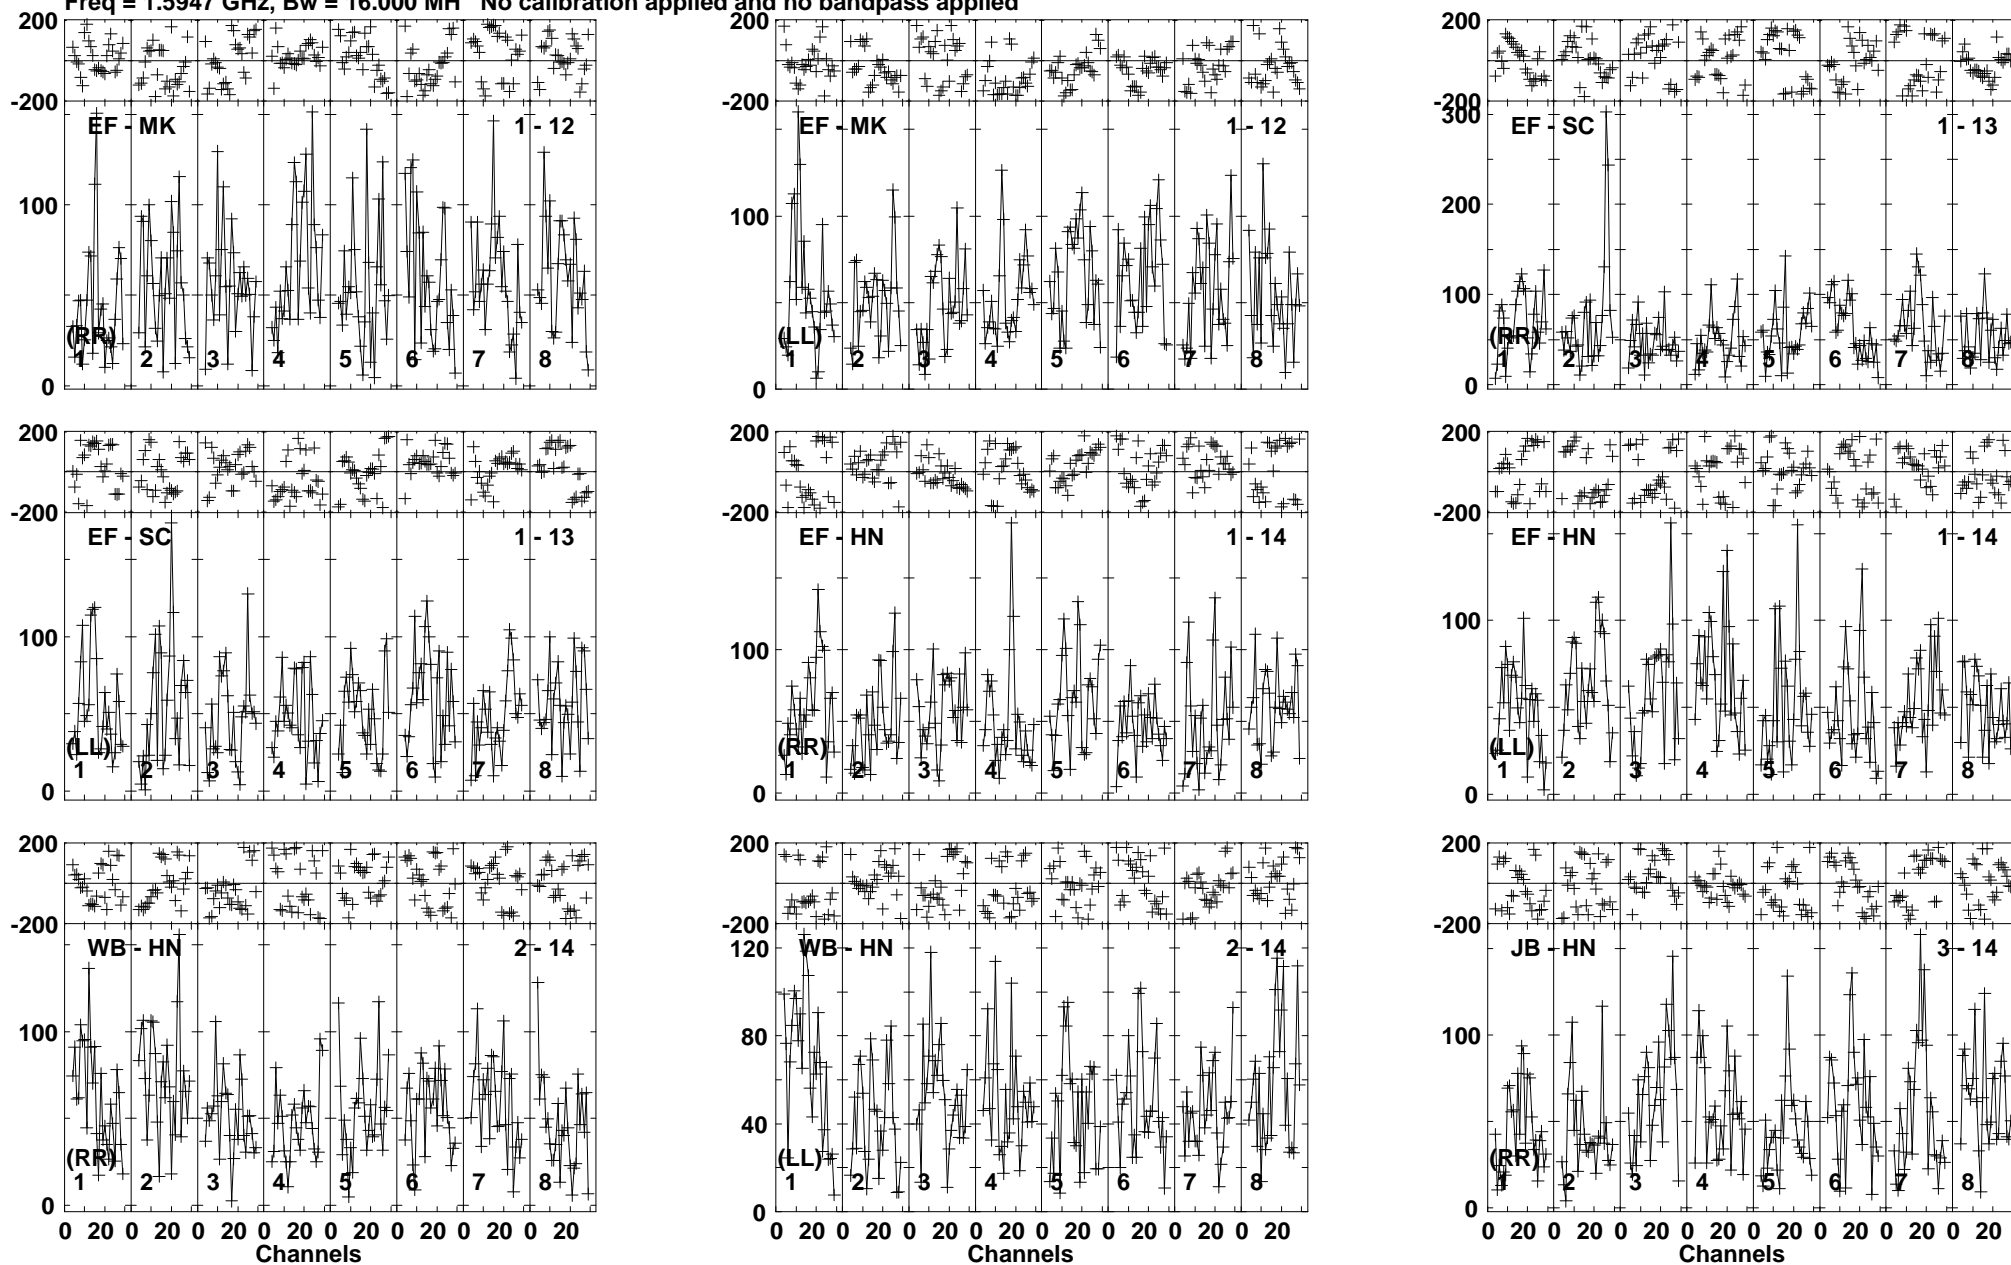 Freq = 1.5947 GHz, Bw = 16.000 MH No calibration applied and no bandpass applied
200 200 200
-200 -200 -200
EF - MK 1 - 12 EF - MK 1 - 12 300 EF - SC 1 - 13
200
100 100 100
(RR) (LL) (RR)
1 2 3 4 5 6 7 8 1 2 3 4 5 6 7 8 1 2 3 4 5 6 7 8
0 0 0
200 200 200
-200 -200 -200
EF - SC 1 - 13 EF - HN 1 - 14 EF - HN 1 - 14
100 100 100
(LL) (RR) (LL)
1 2 3 4 5 6 7 8 1 2 3 4 5 6 7 8 1 2 3 4 5 6 7 8
0 0 0
200 200 200
-200 -200 -200
WB - HN 2 - 14 120 WB - HN 2 - 14 JB - HN 3 - 14
100 80 100
40
(RR) (LL) (RR)
1 2 3 4 5 6 7 8 1 2 3 4 5 6 7 8 1 2 3 4 5 6 7 8
0 0 0
0 20 0 20 0 20 0 20 0 20 0 20 0 20 0 20 0 20 0 20 0 20 0 20 0 20 0 20 0 20 0 20 0 20 0 20 0 20 0 20 0 20 0 20 0 20 0 20
Channels Channels Channels